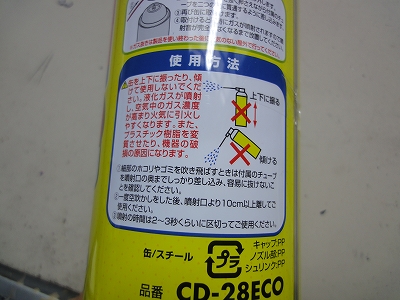 使用方法
缶を上下に振ったり、傾
けて使用しないでくだ
さい。液化ガスが噴射
し、空気中のガス濃度
が高まり火気に引火し
やすくなります。また、
プラスチック樹脂を変
質させたり、機器の破
損の原因になります。
上下に振る
傾ける
①細部のホコリやゴミを吹き飛ばすときは付属のチューブ
を噴射口の奥までしっかり差し込み、容易に抜けないこ
とを確認してください。
②一度空吹かしをした後、噴射口より10cm以上離してご
使用ください。
③噴射の時間は2〜3秒くらいに区切ってご使用ください。
缶/スチール
プラ
キャップ:PP
ノズル部:PP
シュリンク:PP
品番 CD-28ECO